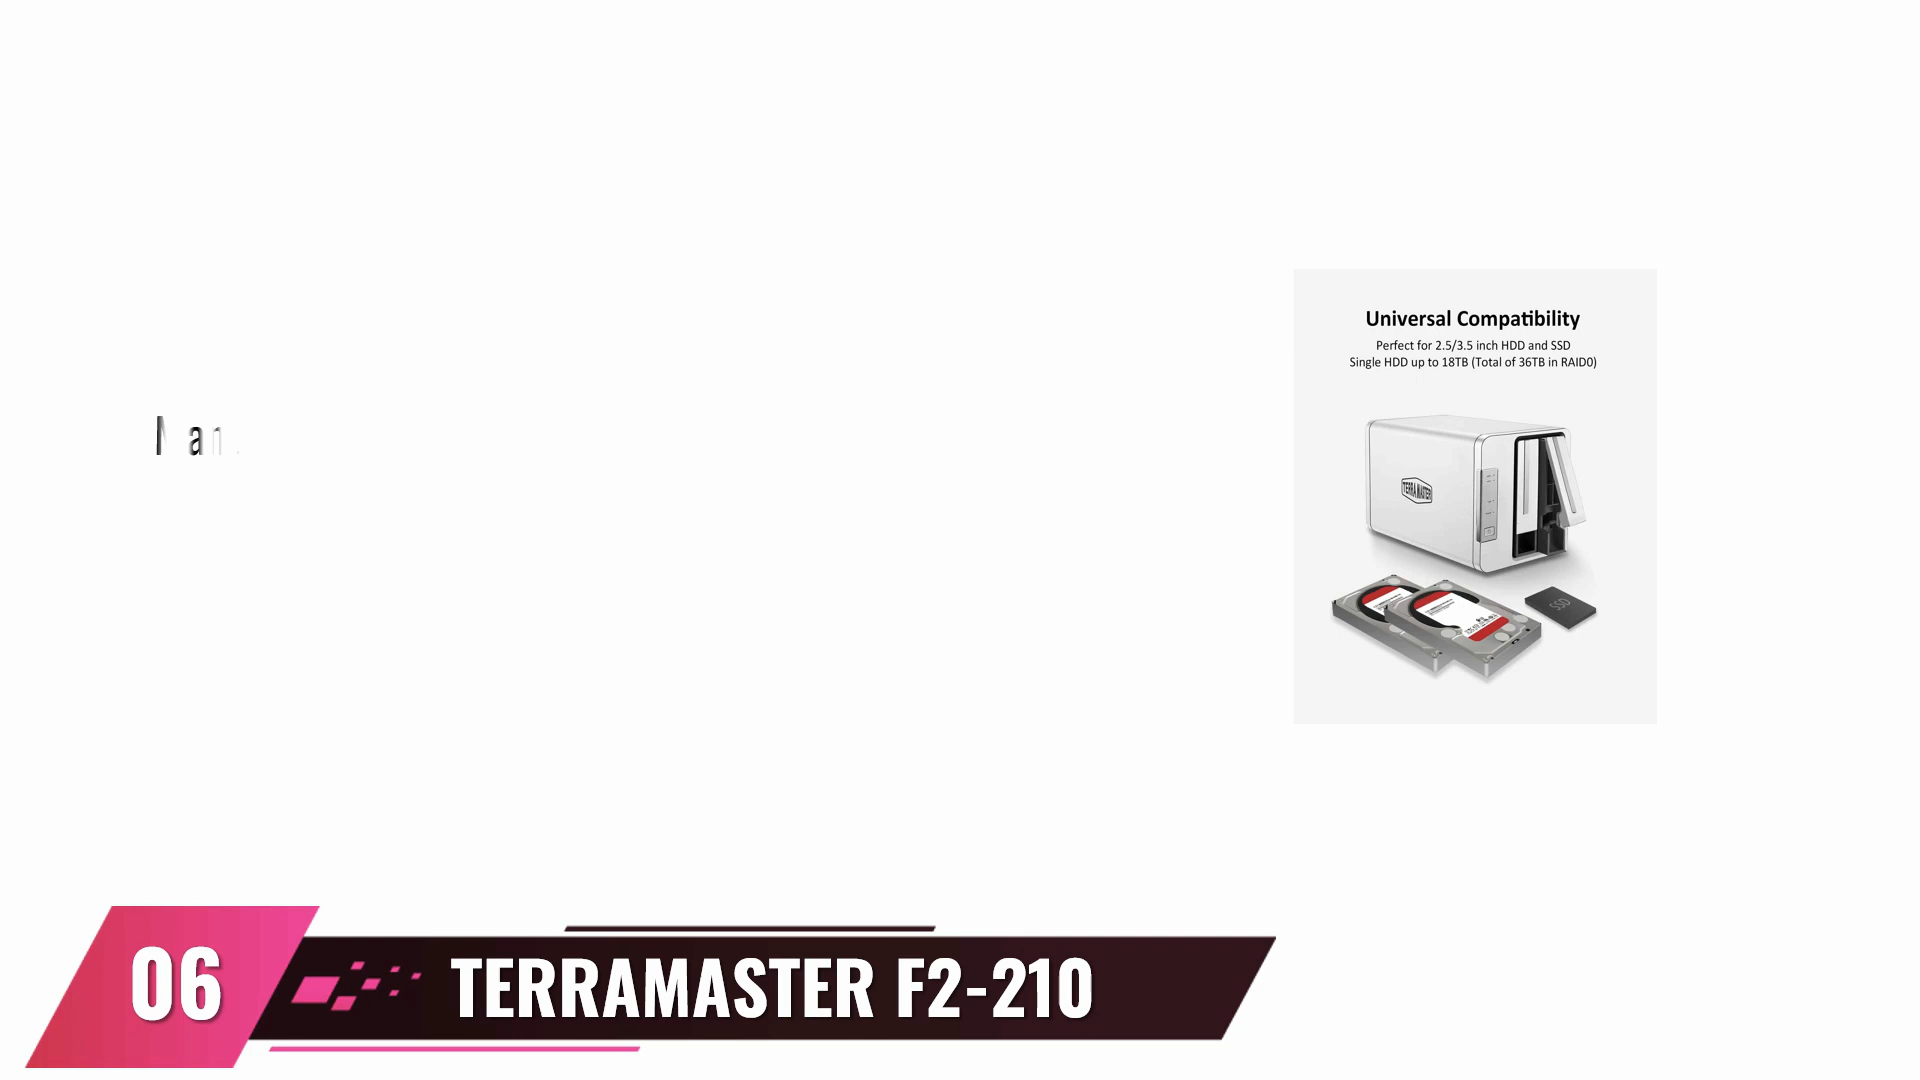 Universal Compatibility
Perfect for 2.5/3.5 inch HDD and SSD
Single HDD up to 18TB (Total of 36TB in RAID0)
TERRAMASTER
SSD
06
TERRAMASTER F2-210